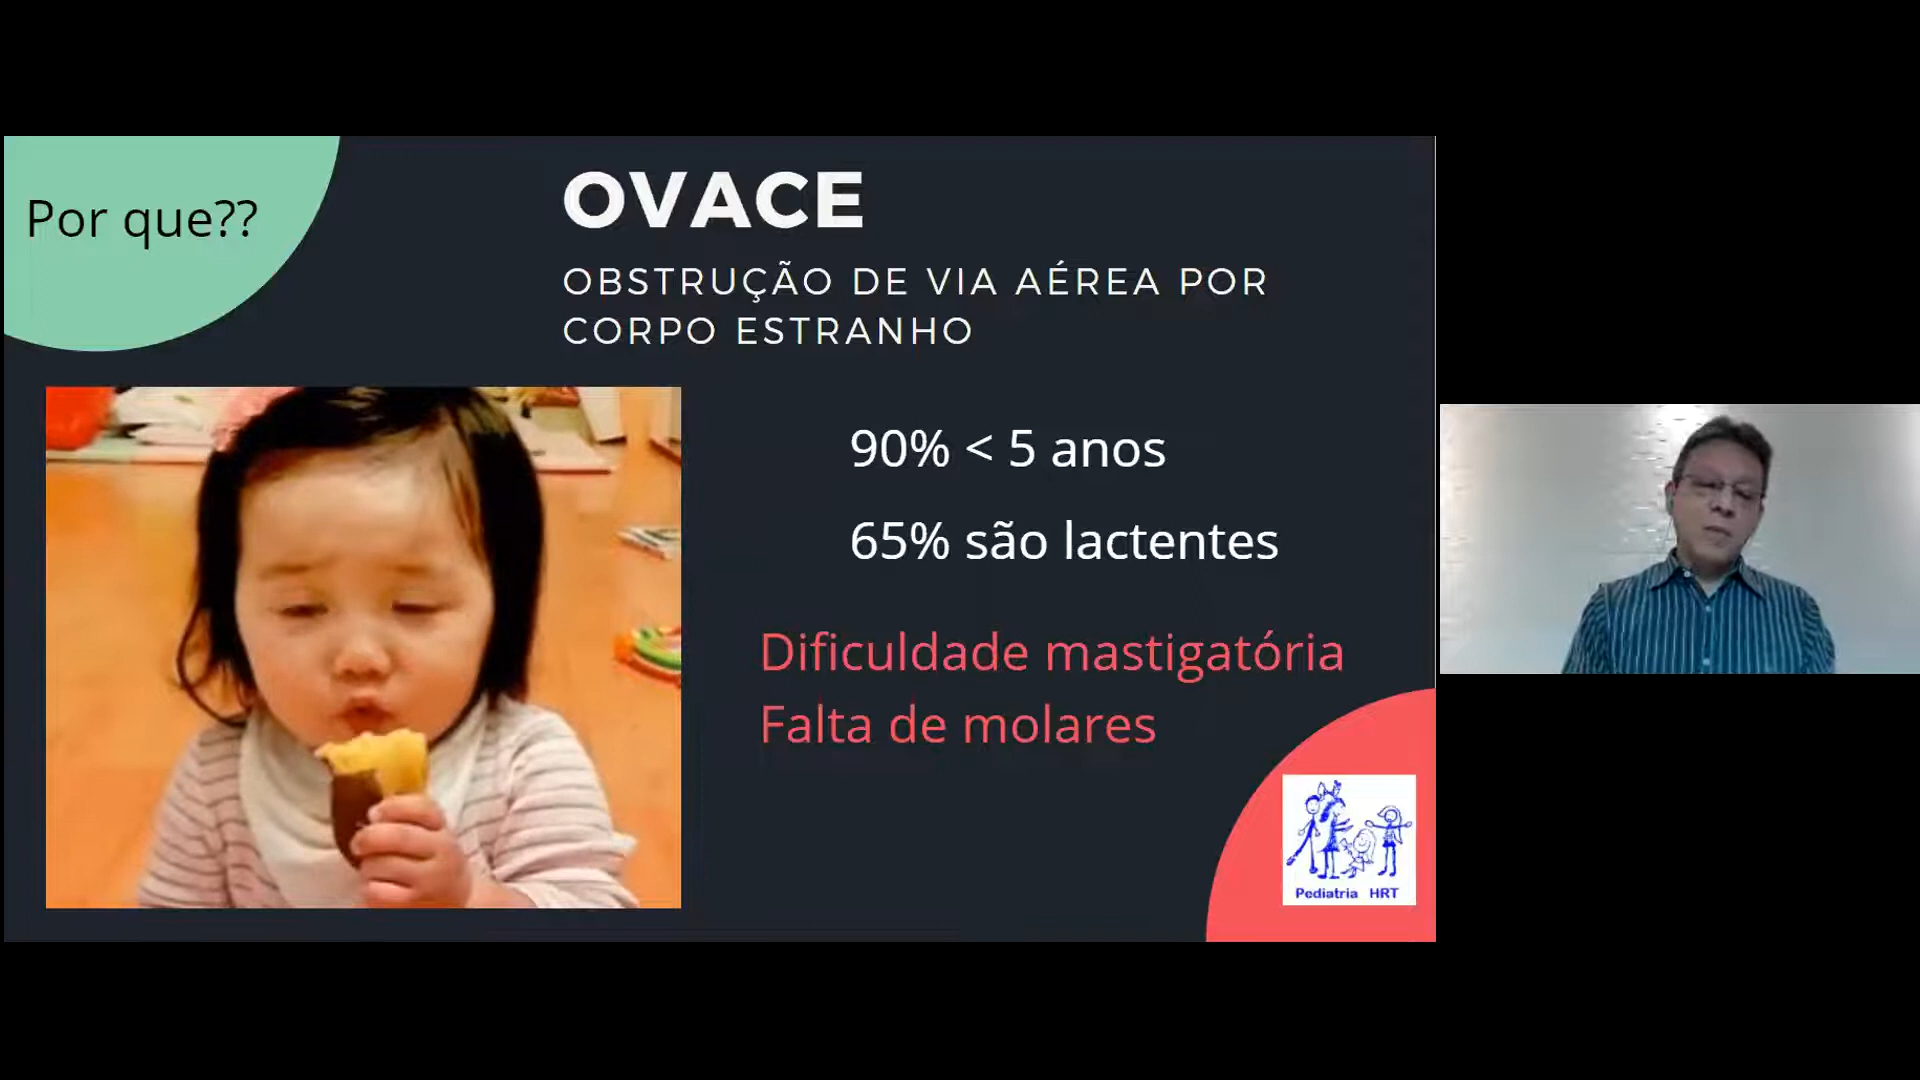 Por que??
OVACE
OBSTRUÇÃO DE VIA AÉREA POR
CORPO ESTRANHO
90% < 5 anos
65% são lactentes
Dificuldade mastigatória
Falta de molares
Pediatria HRT